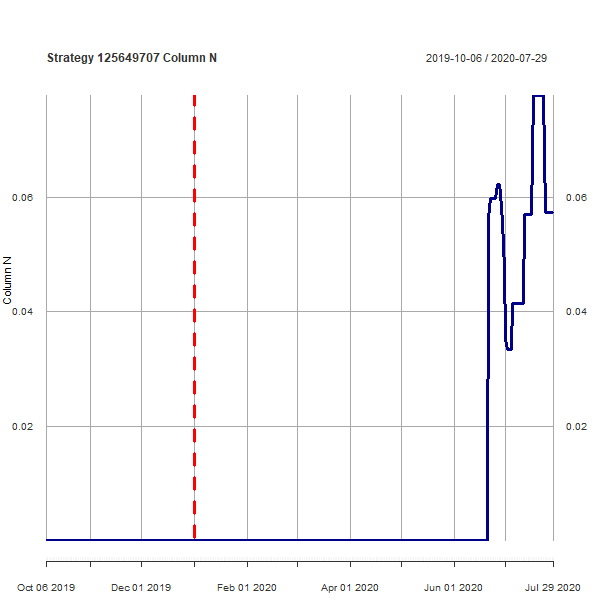 Strategy 125649707 Column N
2019-10-06 / 2020-07-29
0.06
0.06
Column N
0.04
0.04
0.02
0.02
Oct 06 2019
Dec 01 2019
Feb 01 2020
Apr 01 2020
Jun 01 2020
Jul 29 2020